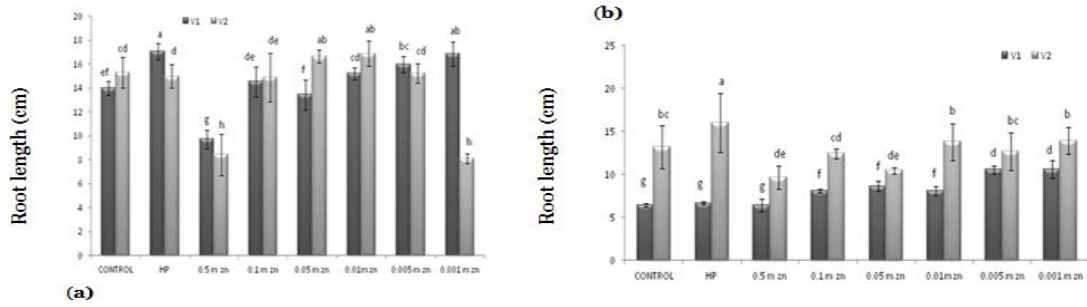 (b)
Root length (cm)
20
18
16
14
12
10
8
6
4
2
0
V1 V2
ef cd a d g h de de f ab cd ab bc cd ab h
CONTROL HP 0.5 m zn 0.1 m zn 0.05 m zn 0.01 m zn 0.005 m zn 0.001 m zn
(a)
Root length (cm)
25
20
15
10
5
0
V1 V2
g bc g a g de f cd f de f b d bc d b
CONTROL HP 0.5 m zn 0.1 m zn 0.05 m zn 0.01 m zn 0.005 m zn 0.001 m zn